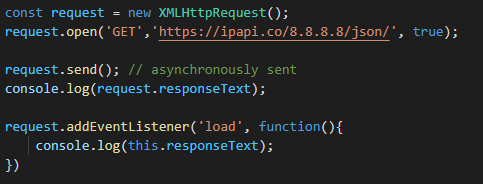 const request = new XMLHttpRequest();
request.open('GET','https://ipapi.co/8.8.8.8/json/', true);
request.send(); // asynchronously sent
console.log(request.responseText);
request.addEventListener('load', function(){
    console.log(this.responseText);
})